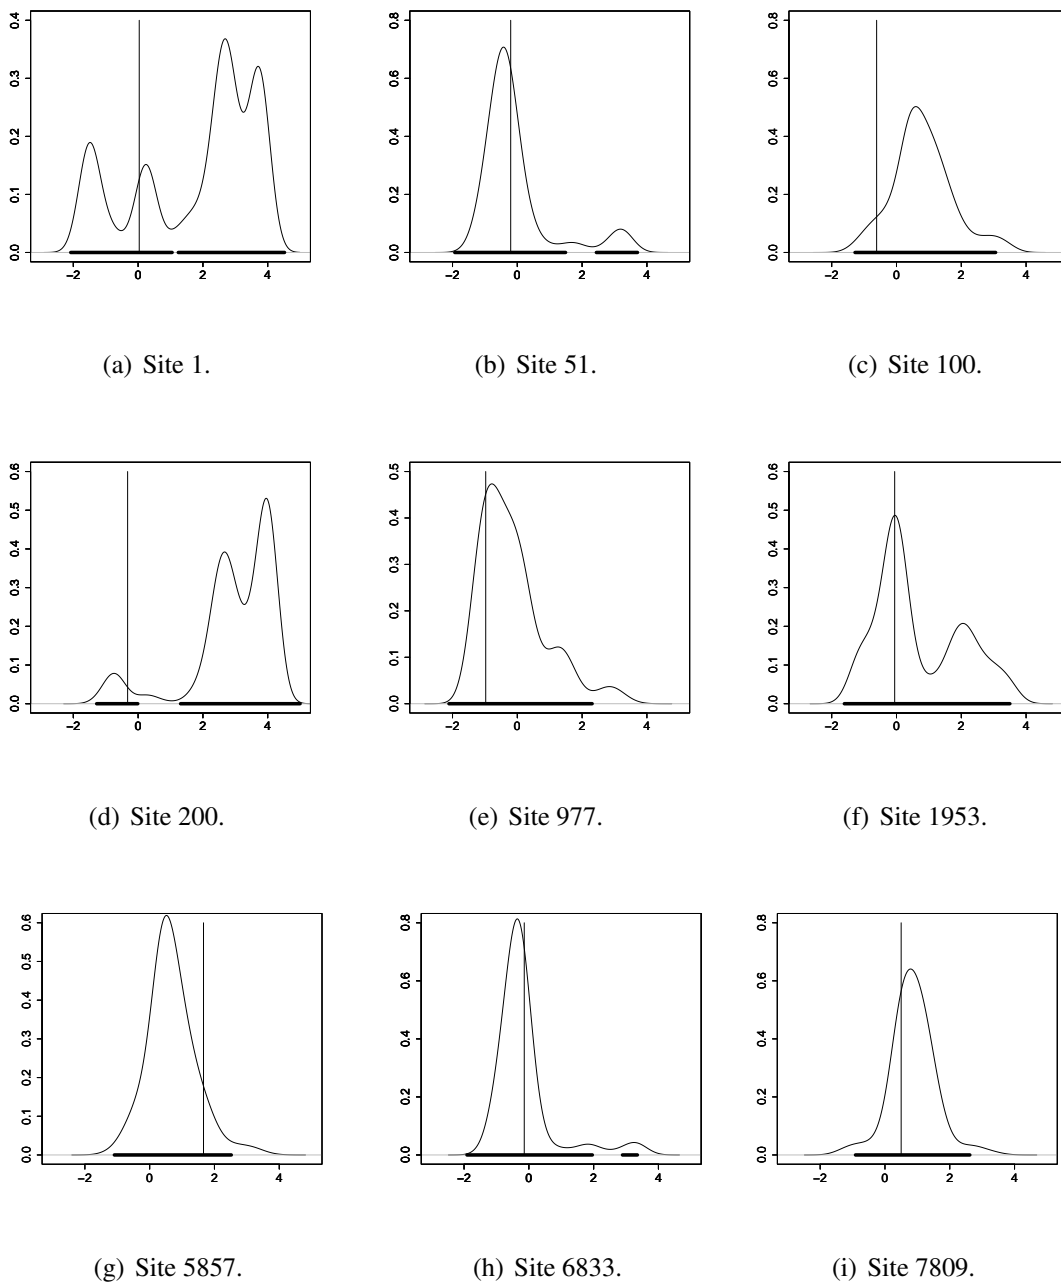 0.0 0.1 0.2 0.3 0.4
−2 0 2 4
0.0 0.2 0.4 0.6 0.8
−2 0 2 4
0.0 0.2 0.4 0.6 0.8
−2 0 2 4
(a) Site 1.
(b) Site 51.
(c) Site 100.
0.0 0.1 0.2 0.3 0.4 0.5 0.6
−2 0 2 4
0.0 0.1 0.2 0.3 0.4 0.5
−2 0 2 4
0.0 0.1 0.2 0.3 0.4 0.5 0.6
−2 0 2 4
(d) Site 200.
(e) Site 977.
(f) Site 1953.
0.0 0.1 0.2 0.3 0.4 0.5 0.6
−2 0 2 4
0.0 0.2 0.4 0.6 0.8
−2 0 2 4
0.0 0.2 0.4 0.6 0.8
−2 0 2 4
(g) Site 5857.
(h) Site 6833.
(i) Site 7809.